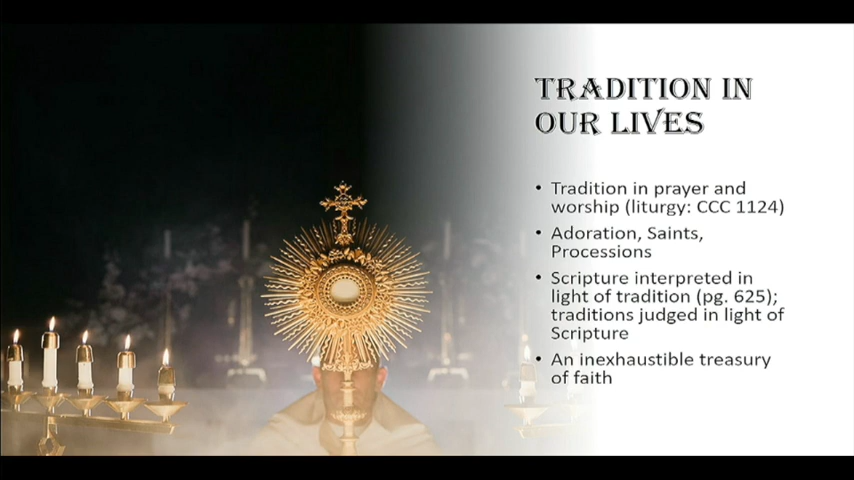 TRADITION IN
OUR LIVES
• Tradition in prayer and
worship (liturgy: CCC 1124)
• Adoration, Saints,
Processions
• Scripture interpreted in
light of tradition (pg. 625);
traditions judged in light of
Scripture
• An inexhaustible treasury
of faith